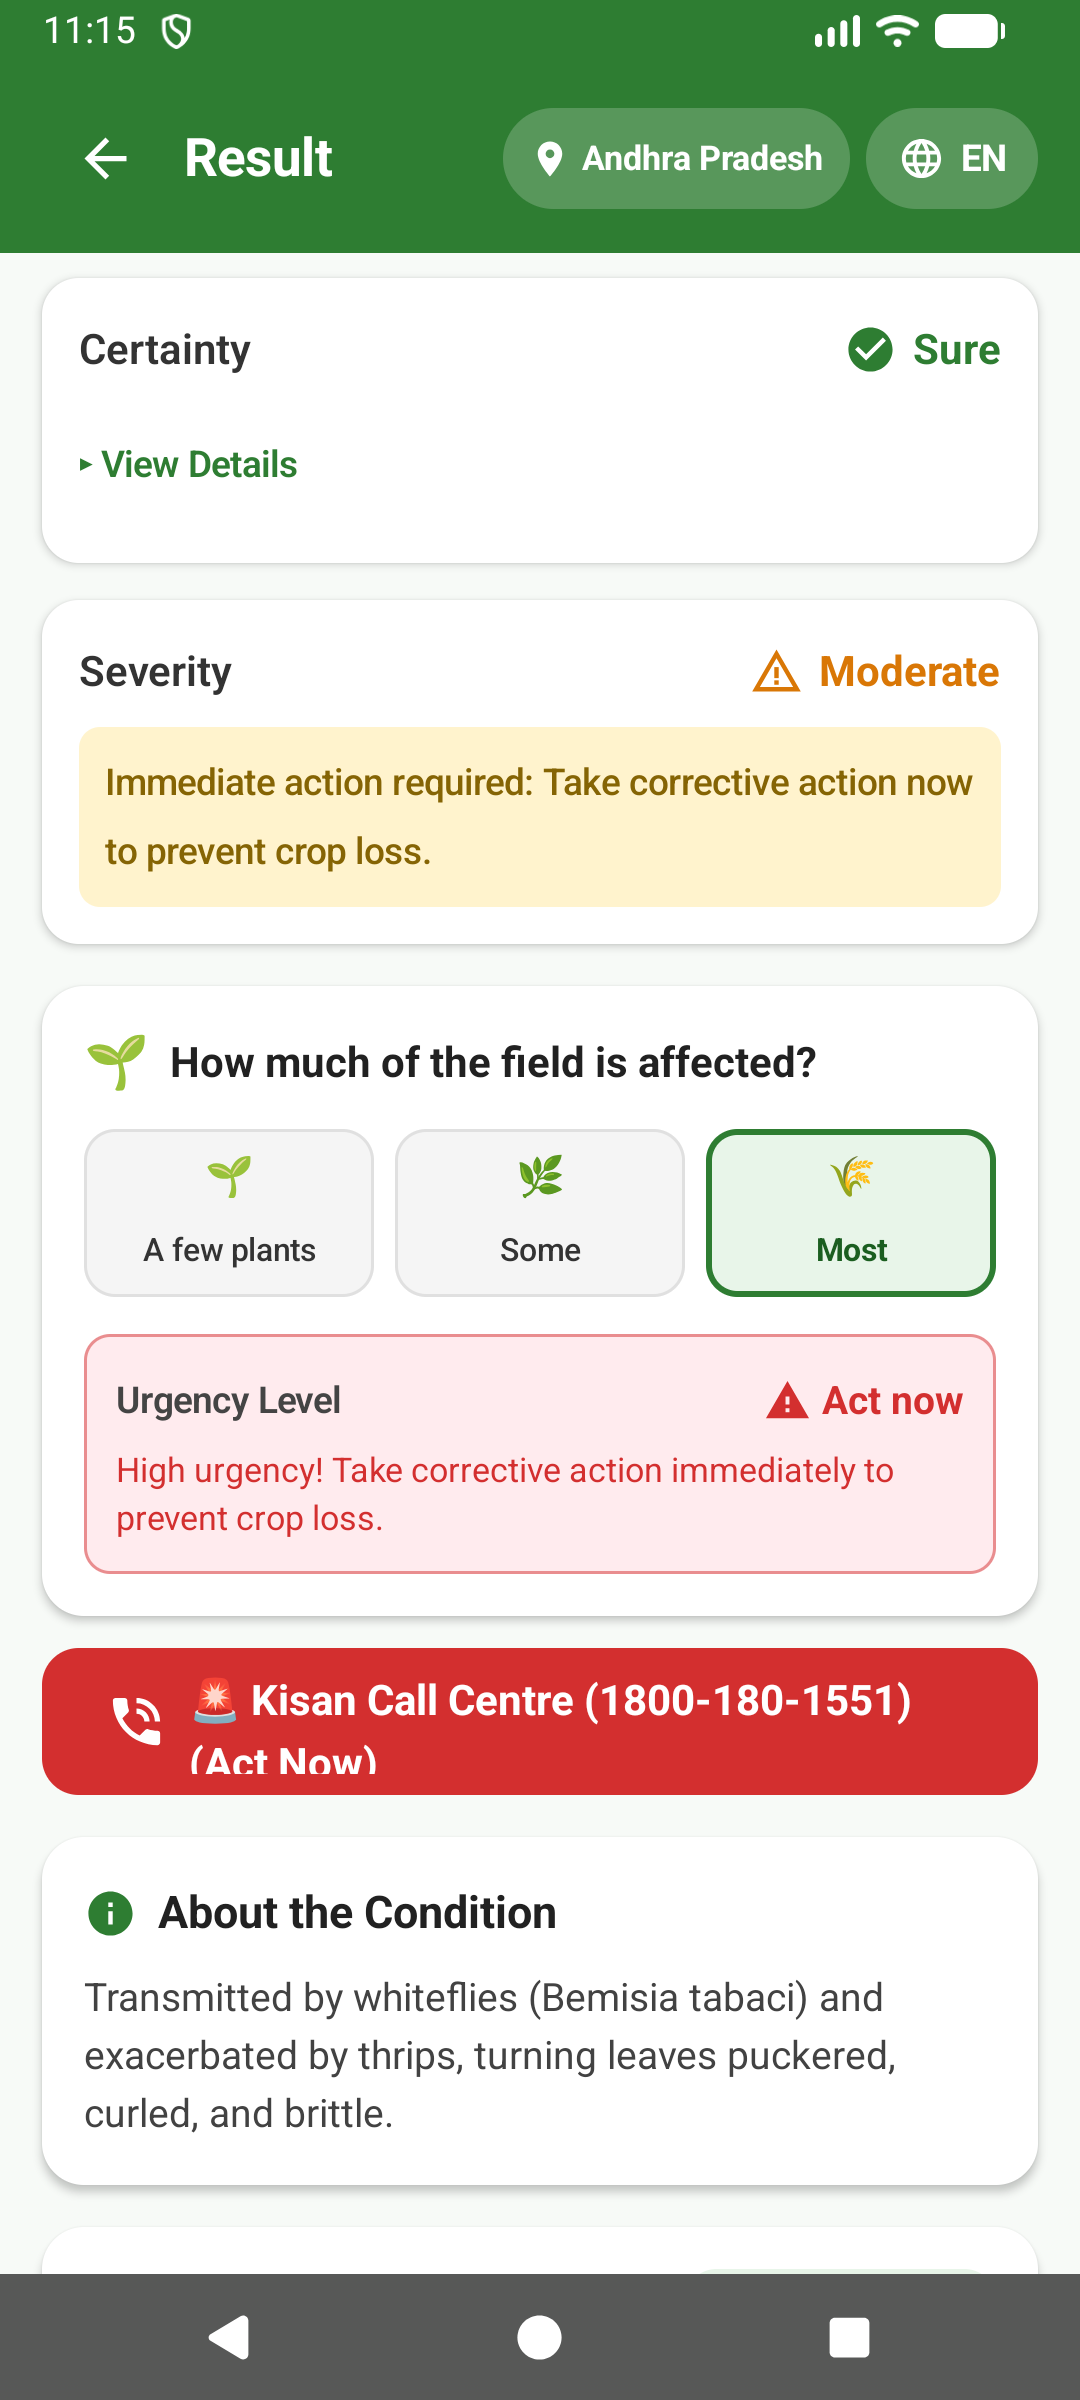 11:15
Result
Andhra Pradesh
EN
Certainty
Sure
▸ View Details
Severity
Moderate
Immediate action required: Take corrective action now
to prevent crop loss.
How much of the field is affected?
A few plants
Some
Most
Urgency Level
Act now
High urgency! Take corrective action immediately to
prevent crop loss.
🚨 Kisan Call Centre (1800-180-1551)
(Act Now)
About the Condition
Transmitted by whiteflies (Bemisia tabaci) and
exacerbated by thrips, turning leaves puckered,
curled, and brittle.